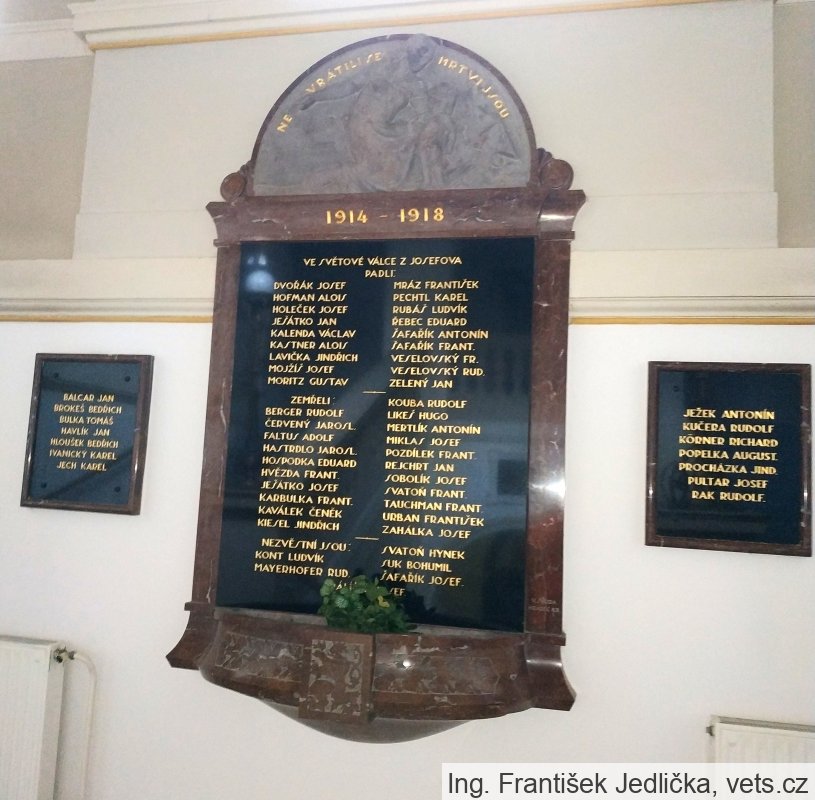 NE VRÁTILI SE MRTVI JSOU
1914 - 1918
VE SVĚTOVÉ VÁLCE Z JOSEFOVA
PADLI:
DVOŘÁK JOSEF
HOFMAN ALOIS
HOLEČEK JOSEF
JEŠÁTKO JAN
KALENDA VÁCLAV
KASTNER ALOIS
LAVIČKA JINDŘICH
MOJŽÍŠ JOSEF
MORITZ GUSTAV
MRÁZ FRANTIŠEK
PECHTL KAREL
RUBÁŠ LUDVÍK
ŘEBEC EDUARD
ŠAFAŘÍK ANTONÍN
ŠAFAŘÍK FRANT.
VESELOVSKÝ FR.
VESELOVSKÝ RUD.
ZELENÝ JAN
ZEMŘELI:
BERGER RUDOLF
ČERVENÝ JAROSL.
FALTUS ADOLF
HASTRDLO JAROSL.
HOSPODKA EDUARD
HVĚZDA FRANT.
JEŠÁTKO JOSEF
KARBULKA FRANT.
KAVÁLEK ČENĚK
KIESEL JINDŘICH
KOUBA RUDOLF
LIKEŠ HUGO
MERTLÍK ANTONÍN
MIKLAS JOSEF
POZDÍLEK FRANT.
REJCHRT JAN
SOBOLÍK JOSEF
SVATOŇ FRANT.
TAUCHMAN FRANT.
URBAN FRANTIŠEK
ZAHÁLKA JOSEF
NEZVĚSTNÍ JSOU:
KONT LUDVÍK
MAYERHOFER RUD.
SVATOŇ HYNEK
SUK BOHUMIL
ŠAFAŘÍK JOSEF.
BALCAR JAN
BROKEŠ BEDŘICH
BULKA TOMÁŠ
HAVLÍK JAN
HLOUŠEK BEDŘICH
IVANICKÝ KAREL
JECH KAREL
JEŽEK ANTONÍN
KUČERA RUDOLF
KÖRNER RICHARD
POPELKA AUGUST.
PROCHÁZKA JIND.
PULTAR JOSEF
RAK RUDOLF.
Ing. František Jedlička, vets.cz